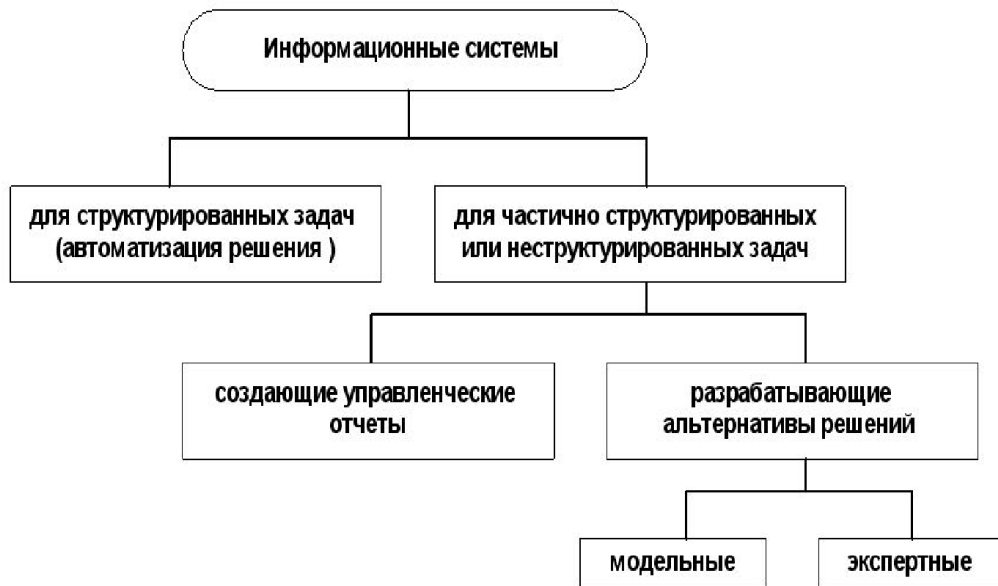 Информационные системы
для структурированных задач
(автоматизация решения )
для частично структурированных
или неструктурированных задач
создающие управленческие
отчеты
разрабатывающие
альтернативы решений
модельные
экспертные